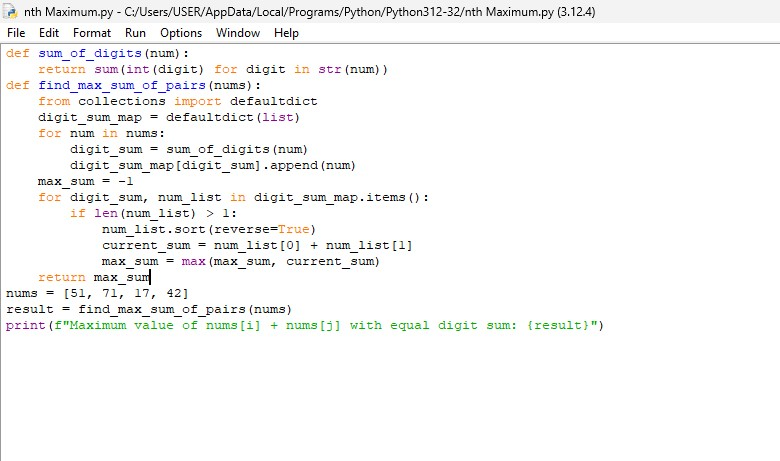 nth Maximum.py - C:/Users/USER/AppData/Local/Programs/Python/Python312-32/nth Maximum.py (3.12.4)
File Edit Format Run Options Window Help
def sum_of_digits(num):
    return sum(int(digit) for digit in str(num))
def find_max_sum_of_pairs(nums):
    from collections import defaultdict
    digit_sum_map = defaultdict(list)
    for num in nums:
        digit_sum = sum_of_digits(num)
        digit_sum_map[digit_sum].append(num)
    max_sum = -1
    for digit_sum, num_list in digit_sum_map.items():
        if len(num_list) > 1:
            num_list.sort(reverse=True)
            current_sum = num_list[0] + num_list[1]
            max_sum = max(max_sum, current_sum)
    return max_sum
nums = [51, 71, 17, 42]
result = find_max_sum_of_pairs(nums)
print(f"Maximum value of nums[i] + nums[j] with equal digit sum: {result}")